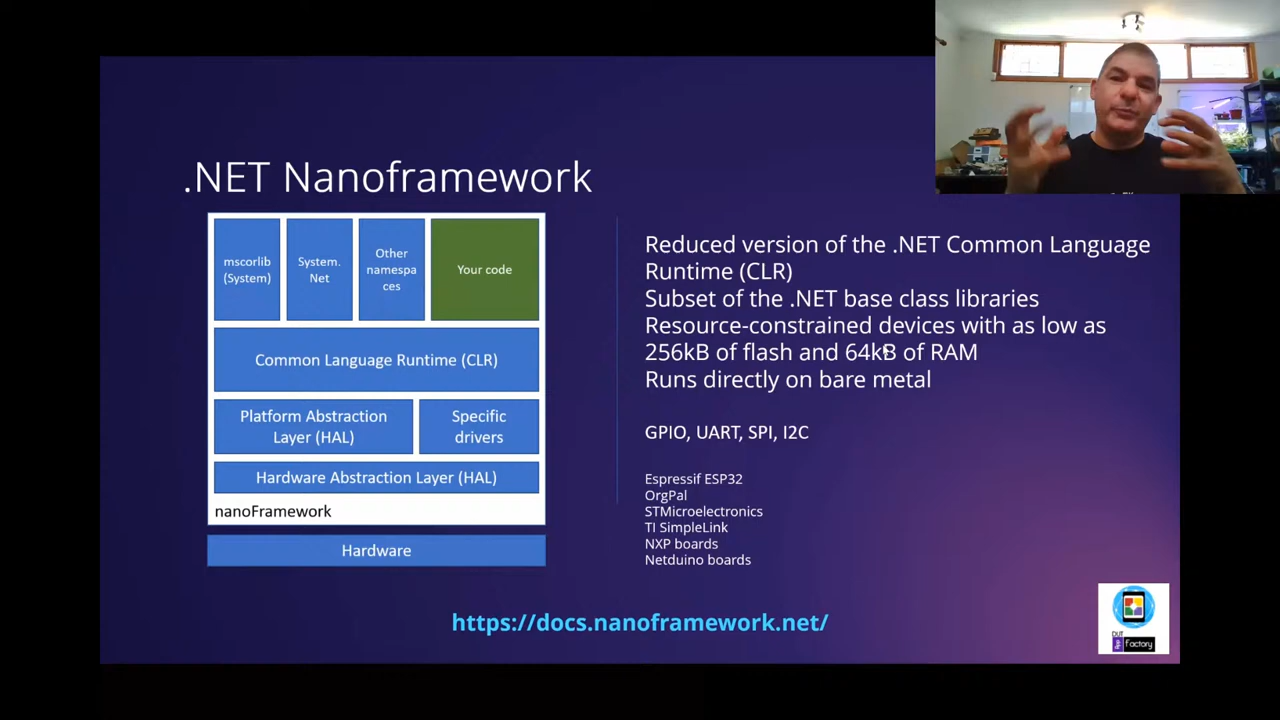 .NET Nanoframework
mscorlib
(System)
System.
Net
Other
namespa
ces
Your code
Common Language Runtime (CLR)
Platform Abstraction
Layer (HAL)
Specific
drivers
Hardware Abstraction Layer (HAL)
nanoFramework
Hardware
Reduced version of the .NET Common Language
Runtime (CLR)
Subset of the .NET base class libraries
Resource-constrained devices with as low as
256kB of flash and 64kB of RAM
Runs directly on bare metal
GPIO, UART, SPI, I2C
Espressif ESP32
OrgPal
STMicroelectronics
TI SimpleLink
NXP boards
Netduino boards
https://docs.nanoframework.net/
DUT
App Factory